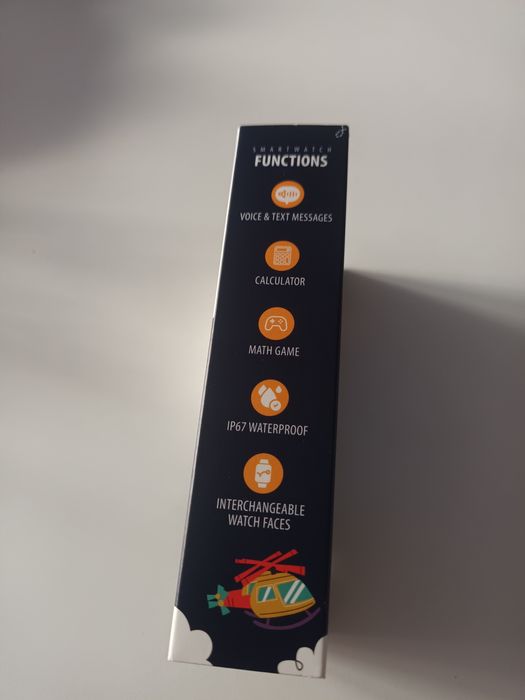 SMARTWATCH
FUNCTIONS
VOICE & TEXT MESSAGES
CALCULATOR
MATH GAME
IP67 WATERPROOF
INTERCHANGEABLE
WATCH FACES